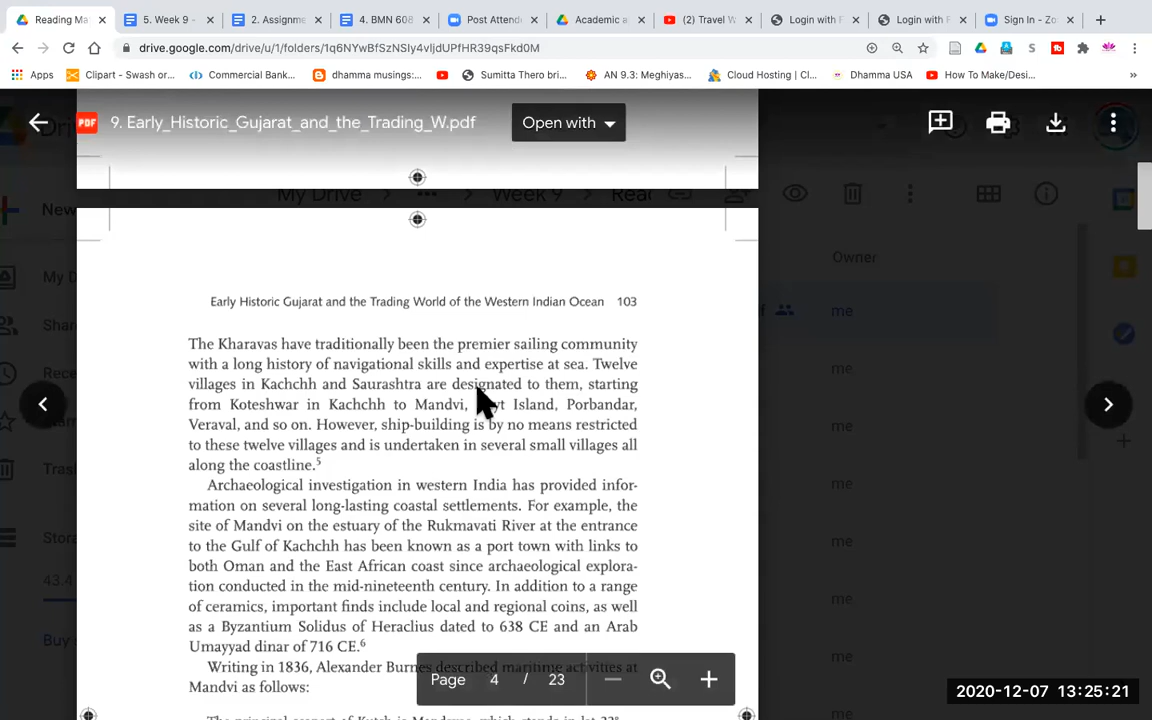 Reading Ma
5. Week 9 -
2. Assignme
4. BMN 608
Post Attend
Academic a
(2) Travel W
Login with F
Login with F
Sign In - Zo
drive.google.com/drive/u/1/folders/1q6NYwBfSzNSIy4vIjdUPfHR39qsFkd0M
Apps
Clipart - Swash or...
Commercial Bank...
dhamma musings:...
Sumitta Thero bri...
AN 9.3: Meghiyas...
Cloud Hosting | Cl...
Dhamma USA
How To Make/Desi...
PDF
9. Early_Historic_Gujarat_and_the_Trading_W.pdf
Open with
My Drive
Week 9
Read
New
Owner
My D
me
Shar
me
Rece
me
Starr
me
Tras
me
Stora
me
43.4
me
Buy
Early Historic Gujarat and the Trading World of the Western Indian Ocean 103
The Kharavas have traditionally been the premier sailing community
with a long history of navigational skills and expertise at sea. Twelve
villages in Kachchh and Saurashtra are designated to them, starting
from Koteshwar in Kachchh to Mandvi, Island, Porbandar,
Veraval, and so on. However, ship-building is by no means restricted
to these twelve villages and is undertaken in several small villages all
along the coastline.5
Archaeological investigation in western India has provided infor-
mation on several long-lasting coastal settlements. For example, the
site of Mandvi on the estuary of the Rukmavati River at the entrance
to the Gulf of Kachchh has been known as a port town with links to
both Oman and the East African coast since archaeological explora-
tion conducted in the mid-nineteenth century. In addition to a range
of ceramics, important finds include local and regional coins, as well
as a Byzantium Solidus of Heraclius dated to 638 CE and an Arab
Umayyad dinar of 716 CE.6
Writing in 1836, Alexander Burnes described maritime activities at
Mandvi as follows:
Page 4 / 23
2020-12-07 13:25:21